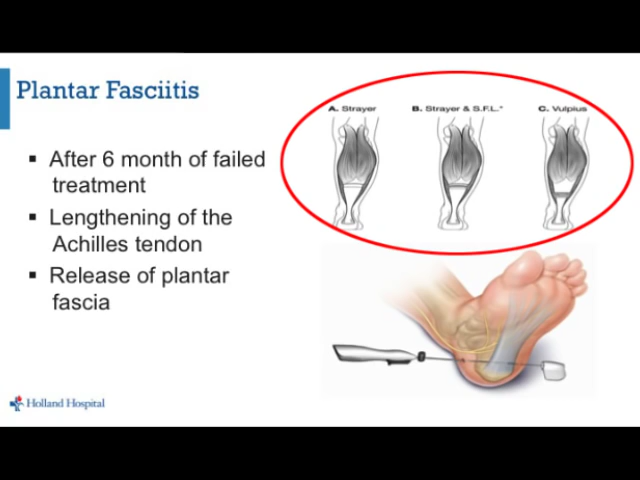 Plantar Fasciitis
After 6 month of failed
treatment
Lengthening of the
Achilles tendon
Release of plantar
fascia
A. Strayer
B. Strayer & S.F.L.*
C. Vulpius
Holland Hospital